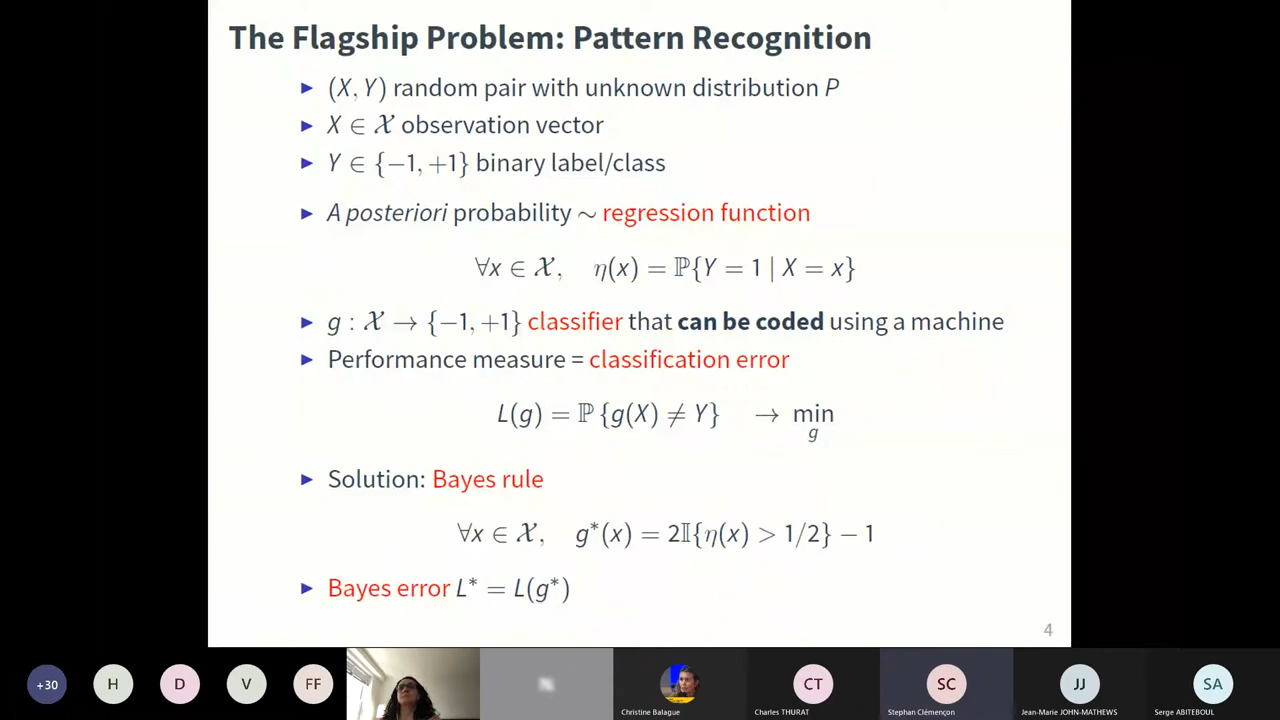 The Flagship Problem: Pattern Recognition
▶ (X, Y) random pair with unknown distribution P
▶ X ∈ 𝒳 observation vector
▶ Y ∈ {−1, +1} binary label/class
▶ A posteriori probability ∼ regression function
∀x ∈ 𝒳, η(x) = ℙ{Y = 1 | X = x}
▶ g : 𝒳 → {−1, +1} classifier that can be coded using a machine
▶ Performance measure = classification error
L(g) = ℙ {g(X) ≠ Y} → min
g
▶ Solution: Bayes rule
∀x ∈ 𝒳, g*(x) = 2𝕀{η(x) > 1/2} − 1
▶ Bayes error L* = L(g*)
4
+30 H D V FF CT SC JJ SA
Christine Balague Charles THURAT Stephan Clémençon Jean-Marie JOHN-MATHEWS Serge ABITEBOUL